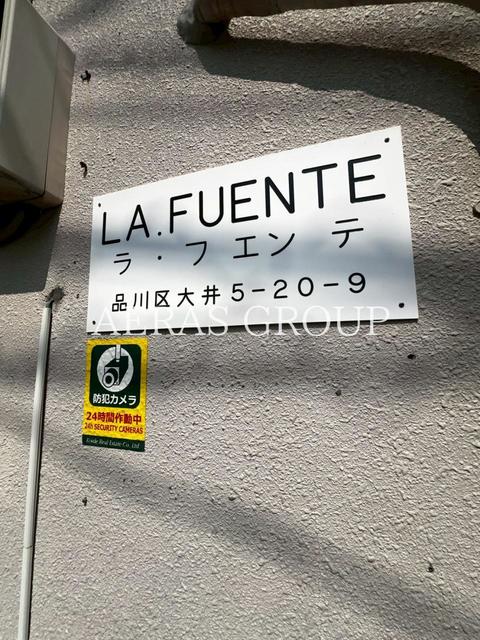 LA.FUENTE
ラ・フエンテ
品川区大井5-20-9
AERAS GROUP
防犯カメラ
24時間作動中
24h SECURITY CAMERAS